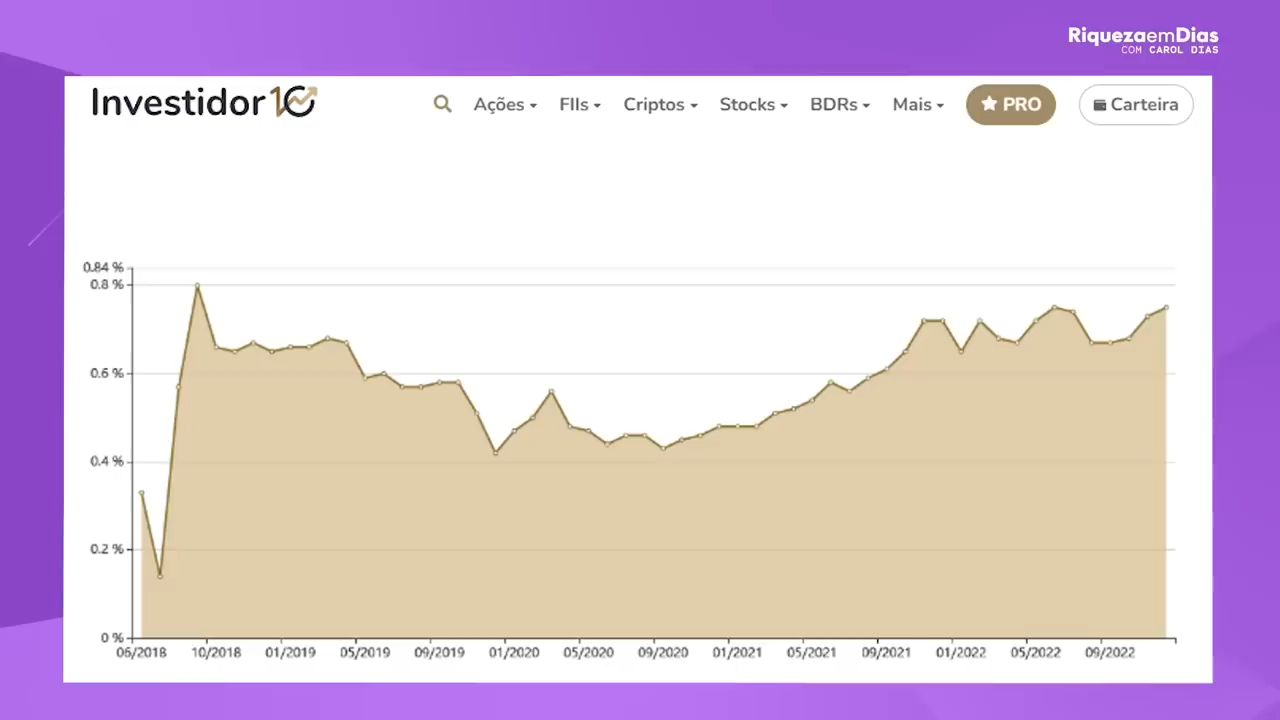 RiquezaemDias
COM CAROL DIAS
Investidor 10
Ações
FIIs
Criptos
Stocks
BDRs
Mais
PRO
Carteira
0.84 %
0.8 %
0.6 %
0.4 %
0.2 %
0 %
06/2018 10/2018 01/2019 05/2019 09/2019 01/2020 05/2020 09/2020 01/2021 05/2021 09/2021 01/2022 05/2022 09/2022